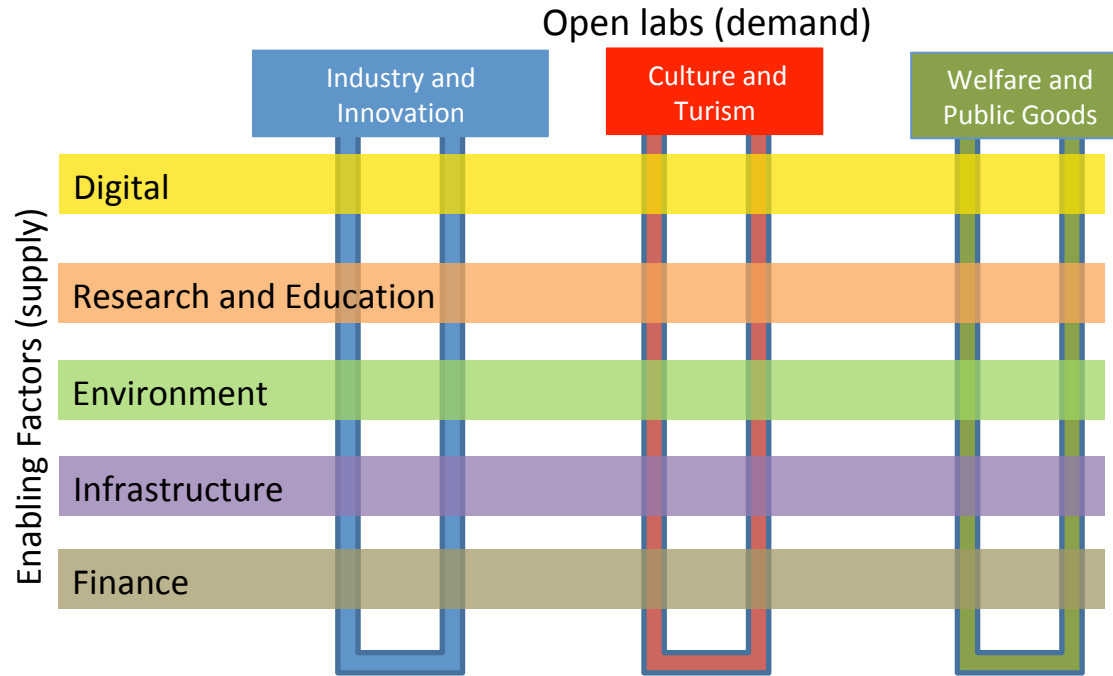 Open labs (demand)
Industry and
Innovation
Culture and
Turism
Welfare and
Public Goods
Enabling Factors (supply)
Digital
Research and Education
Environment
Infrastructure
Finance